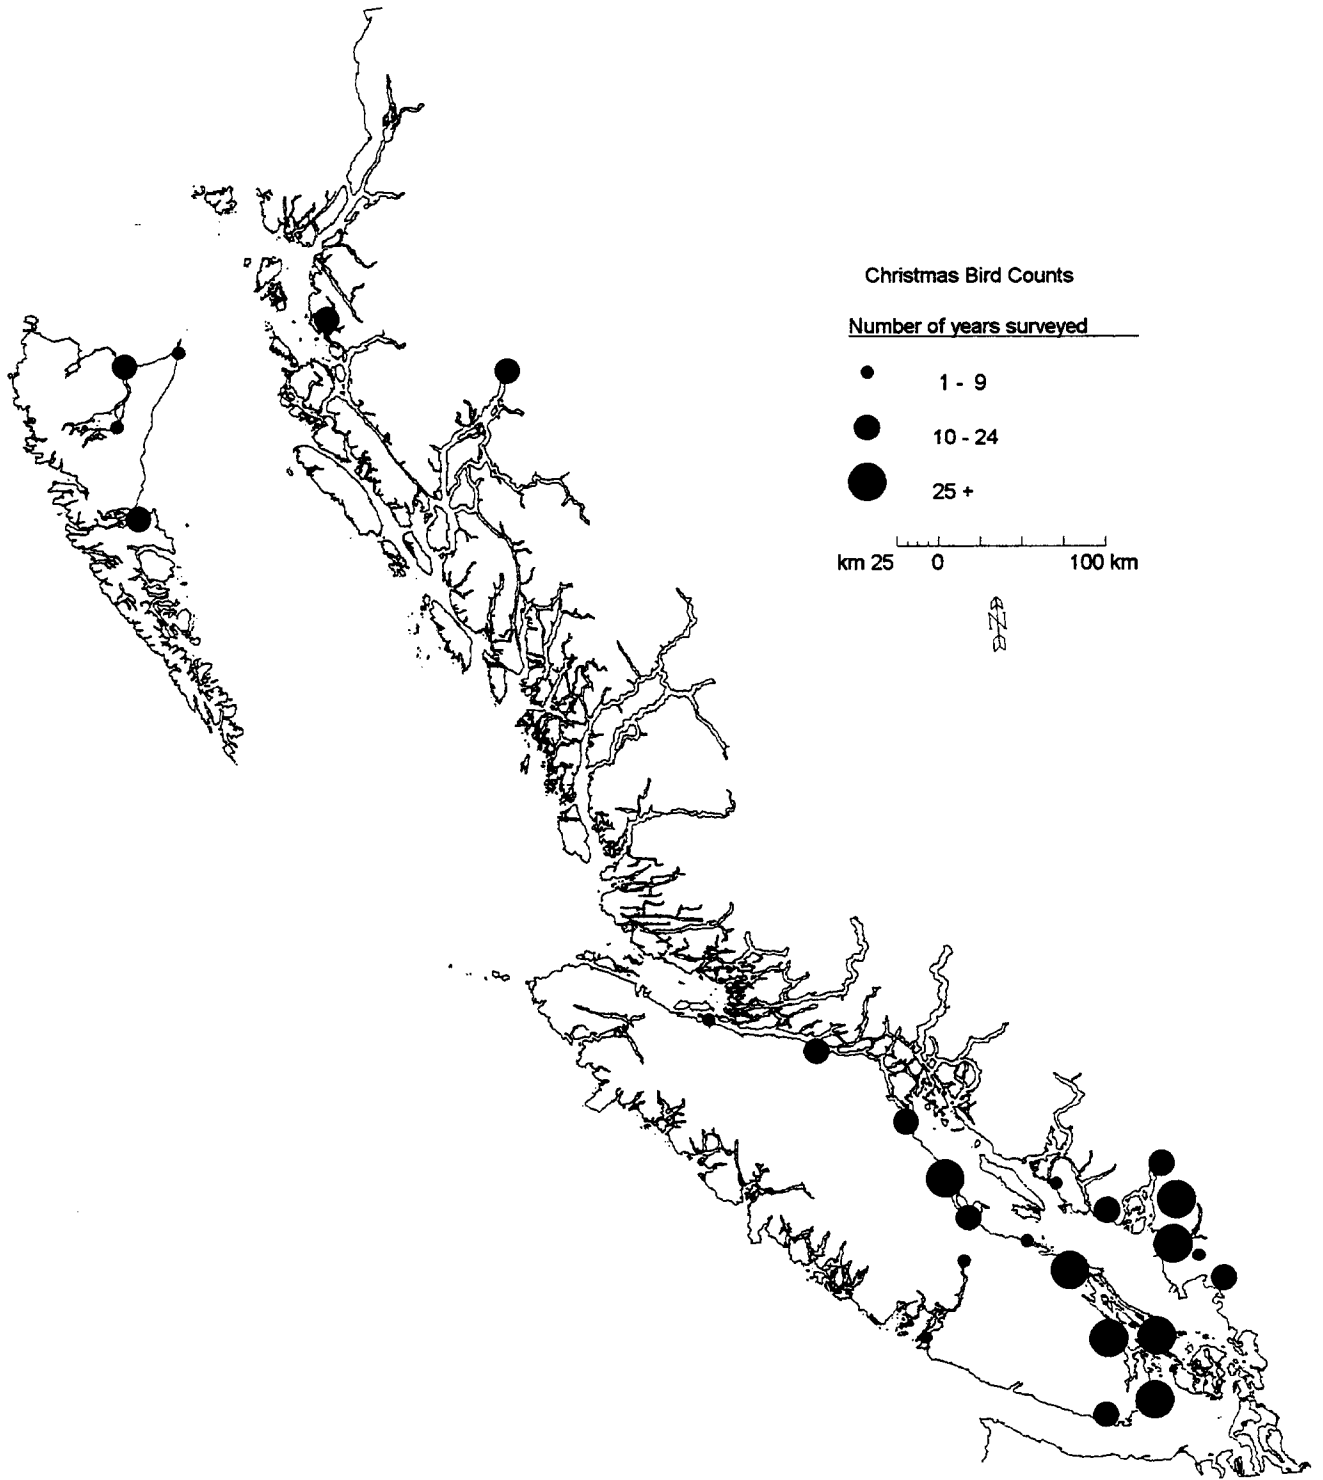 Christmas Bird Counts
Number of years surveyed
1 - 9
10 - 24
25 +
km 25 0 100 km
N